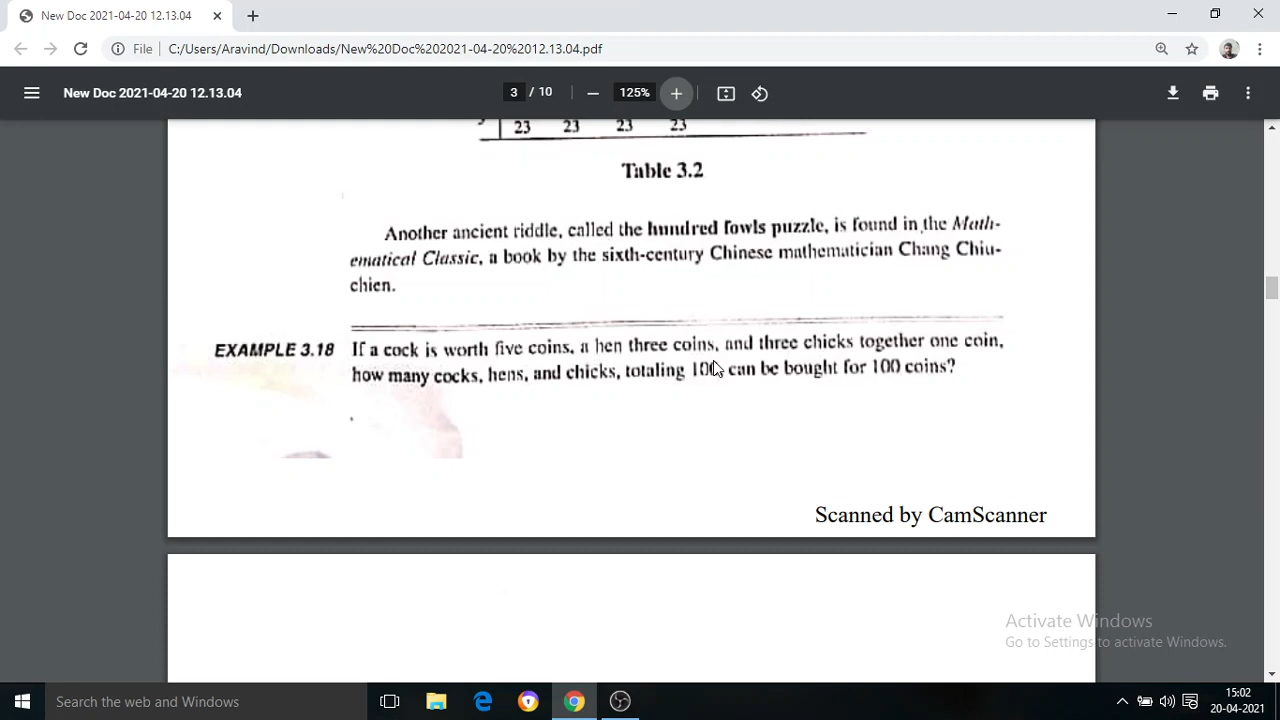 New Doc 2021-04-20 12.13.04
File C:/Users/Aravind/Downloads/New%20Doc%202021-04-20%2012.13.04.pdf
New Doc 2021-04-20 12.13.04 3 / 10 125%
23 23 23 23
Table 3.2
Another ancient riddle, called the hundred fowls puzzle, is found in the Math-
ematical Classic, a book by the sixth-century Chinese mathematician Chang Chiu-
chien.
EXAMPLE 3.18 If a cock is worth five coins, a hen three coins, and three chicks together one coin,
how many cocks, hens, and chicks, totaling 100 can be bought for 100 coins?
Scanned by CamScanner
Activate Windows
Go to Settings to activate Windows.
Search the web and Windows
15:02
20-04-2021